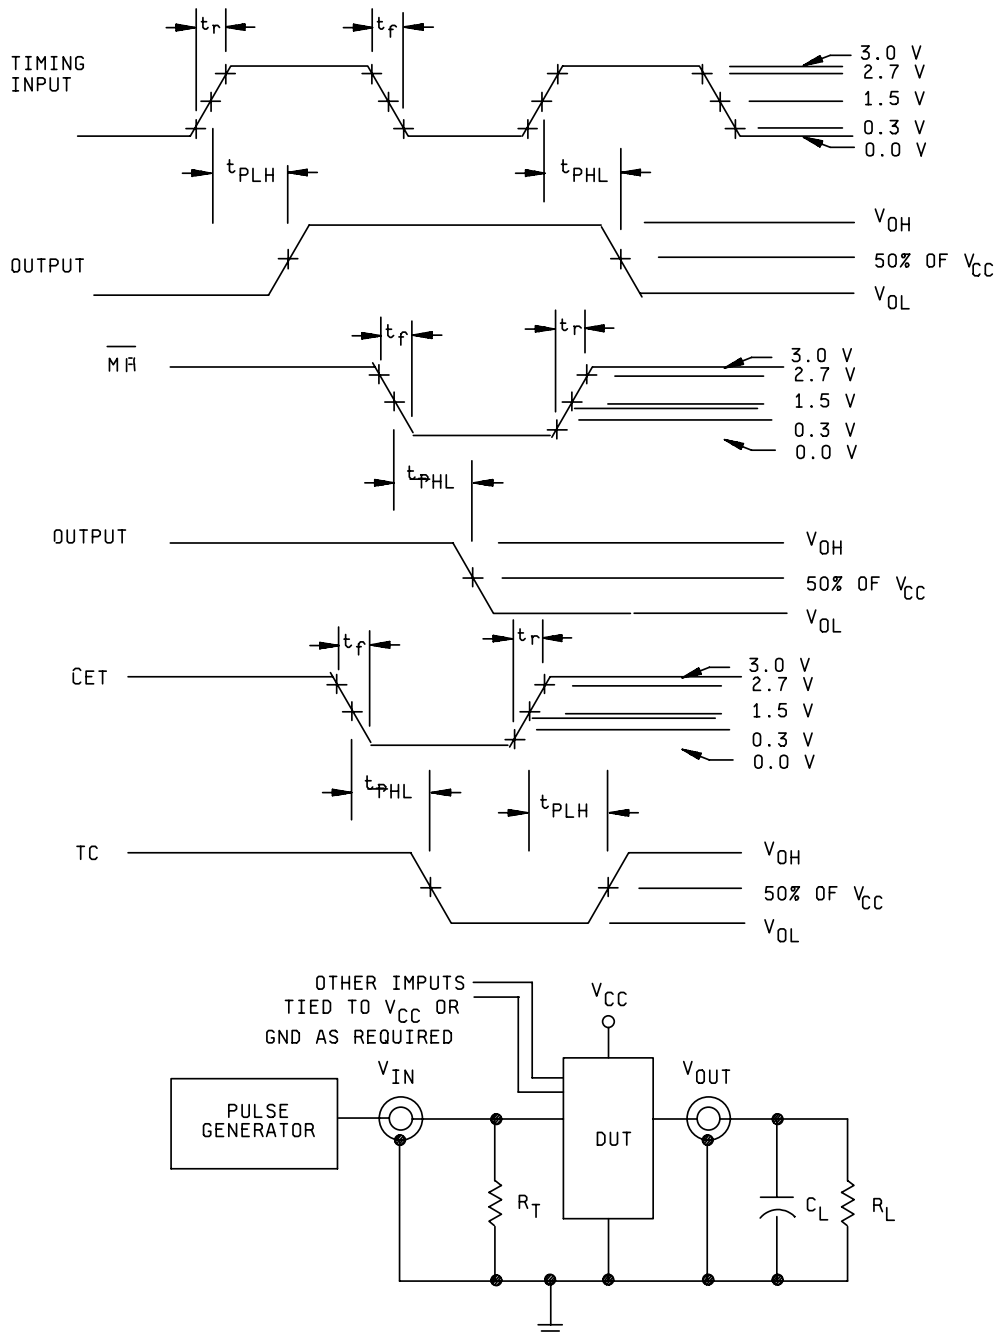 tr
tf
TIMING
INPUT
3.0 V
2.7 V
1.5 V
0.3 V
0.0 V
tPLH
tPHL
VOH
OUTPUT
50% OF VCC
VOL
tf
tr
MR
3.0 V
2.7 V
1.5 V
0.3 V
0.0 V
tPHL
OUTPUT
VOH
50% OF VCC
VOL
tf
tr
CET
3.0 V
2.7 V
1.5 V
0.3 V
0.0 V
tPHL
tPLH
TC
VOH
50% OF VCC
VOL
OTHER IMPUTS
TIED TO VCC OR
GND AS REQUIRED
VCC
VIN
VOUT
PULSE
GENERATOR
DUT
RT
CL
RL